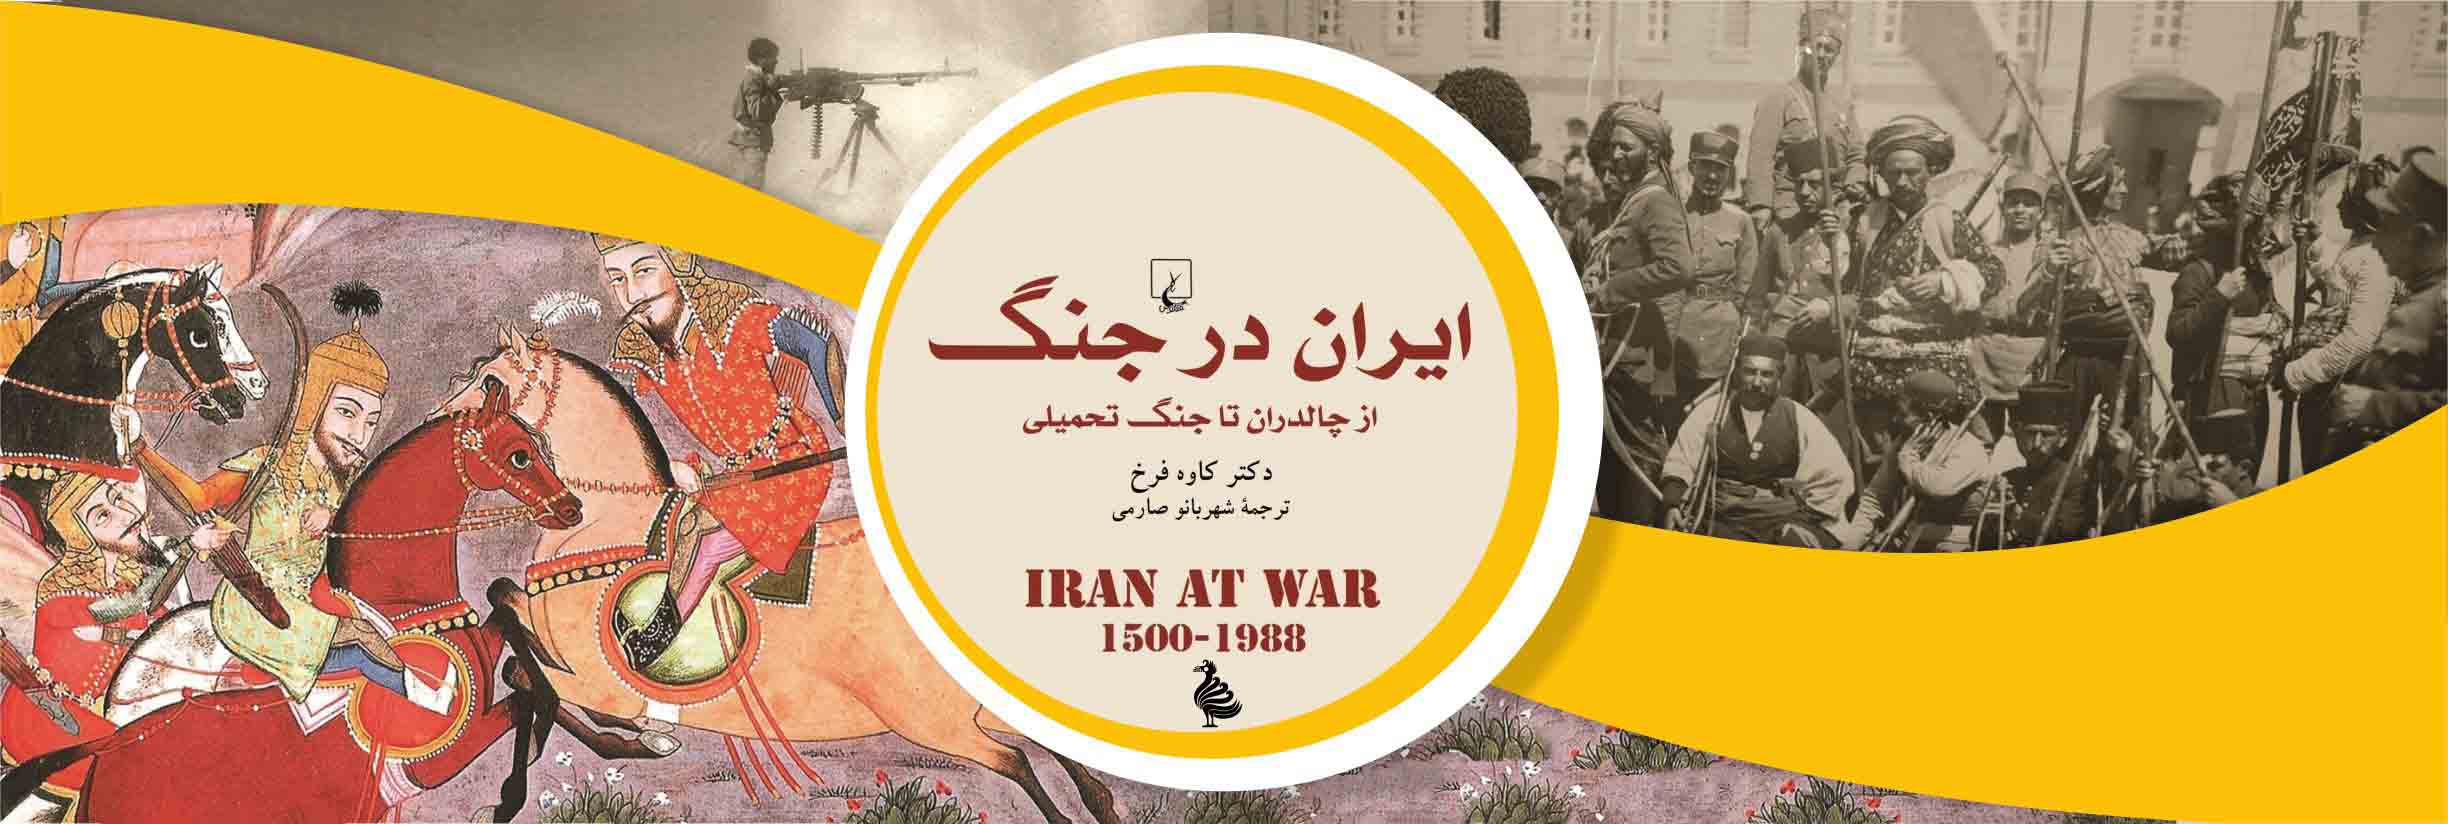 ایران در جنگ
از چالدران تا جنگ تحمیلی
دکتر کاوه فرخ
ترجمهٔ شهربانو صارمی
IRAN AT WAR
1500-1988